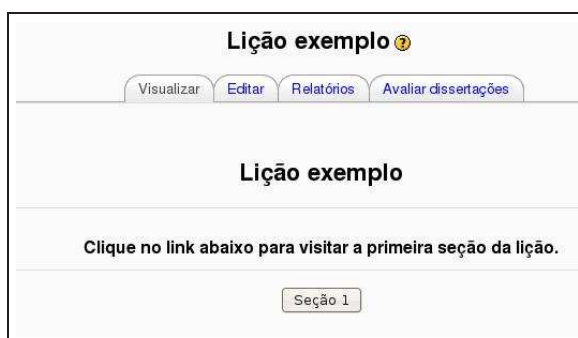 Lição exemplo ?
Visualizar Editar Relatórios Avaliar dissertações
Lição exemplo
Clique no link abaixo para visitar a primeira seção da lição.
Seção 1